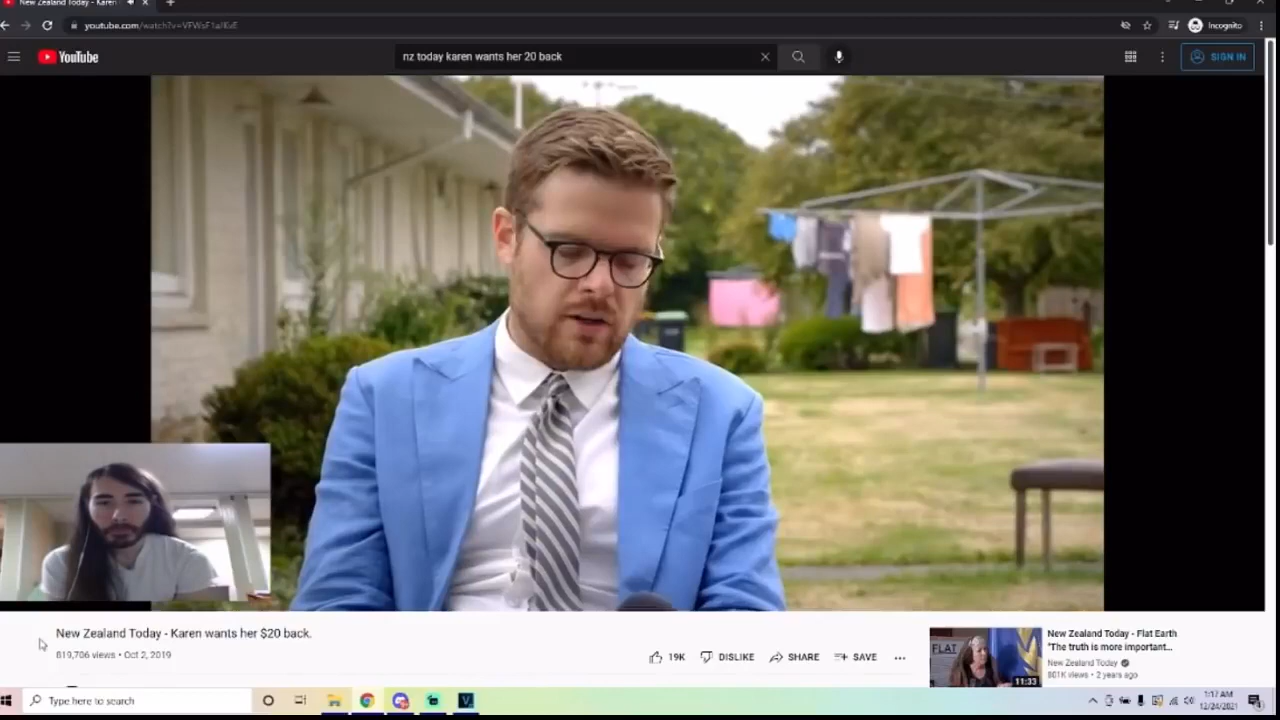 New Zealand Today - Karen
youtube.com/watch?v=
Incognito
YouTube
nz today karen wants her 20 back
SIGN IN
New Zealand Today - Karen wants her $20 back.
819,706 views • Oct 2, 2019
19K
DISLIKE
SHARE
SAVE
FLAT
11:33
New Zealand Today - Flat Earth
"The truth is more important...
New Zealand Today
801K views • 2 years ago
Type here to search
1:17 AM
12/24/2021